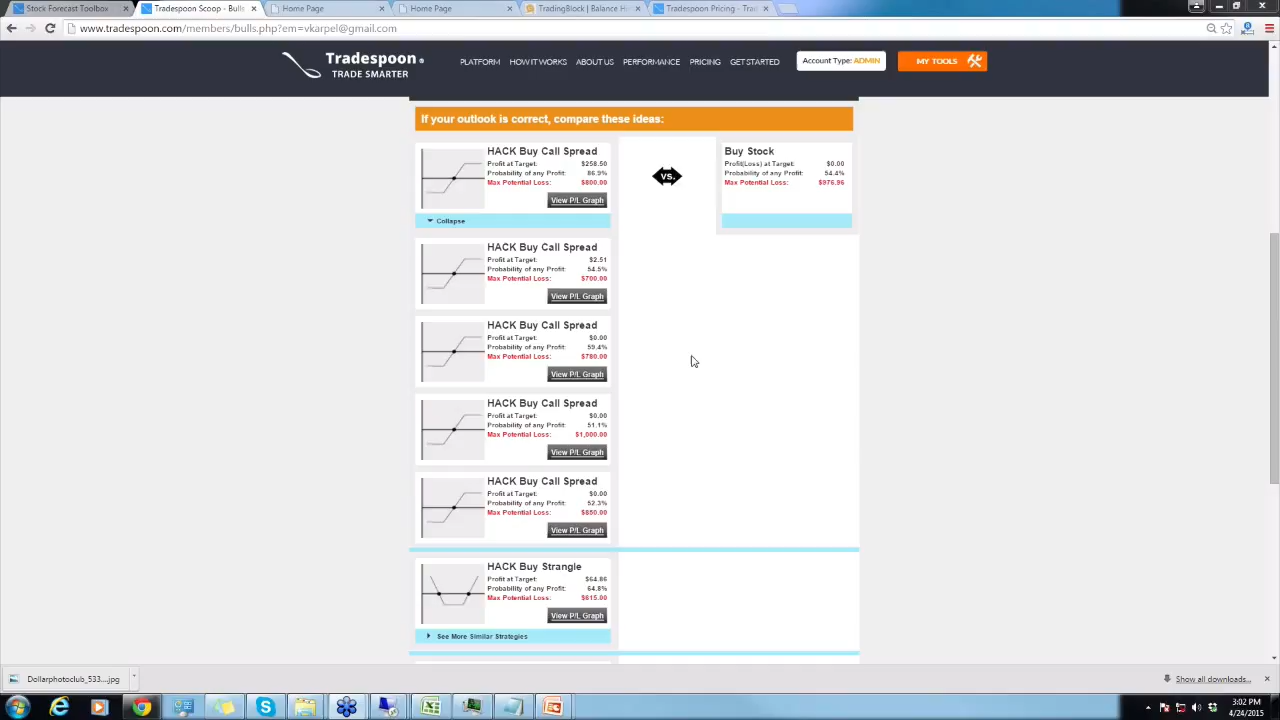 Stock Forecast Toolbox
Tradespoon Scoop - Bulls
Home Page
Home Page
TradingBlock | Balance H
Tradespoon Pricing - Tra
www.tradespoon.com/members/bulls.php?em=vkarpel@gmail.com
Tradespoon®
TRADE SMARTER
PLATFORM
HOW IT WORKS
ABOUT US
PERFORMANCE
PRICING
GET STARTED
Account Type: ADMIN
MY TOOLS
If your outlook is correct, compare these ideas:
HACK Buy Call Spread
Profit at Target: $258.50
Probability of any Profit: 86.9%
Max Potential Loss: $800.00
View P/L Graph
Collapse
VS.
Buy Stock
Profit(Loss) at Target: $0.00
Probability of any Profit: 54.4%
Max Potential Loss: $976.96
HACK Buy Call Spread
Profit at Target: $2.51
Probability of any Profit: 54.5%
Max Potential Loss: $700.00
View P/L Graph
HACK Buy Call Spread
Profit at Target: $0.00
Probability of any Profit: 59.4%
Max Potential Loss: $780.00
View P/L Graph
HACK Buy Call Spread
Profit at Target: $0.00
Probability of any Profit: 51.1%
Max Potential Loss: $1,000.00
View P/L Graph
HACK Buy Call Spread
Profit at Target: $0.00
Probability of any Profit: 52.3%
Max Potential Loss: $850.00
View P/L Graph
HACK Buy Strangle
Profit at Target: $64.86
Probability of any Profit: 64.8%
Max Potential Loss: $615.00
View P/L Graph
See More Similar Strategies
Dollarphotoclub_533....jpg
Show all downloads...
3:02 PM
4/24/2015